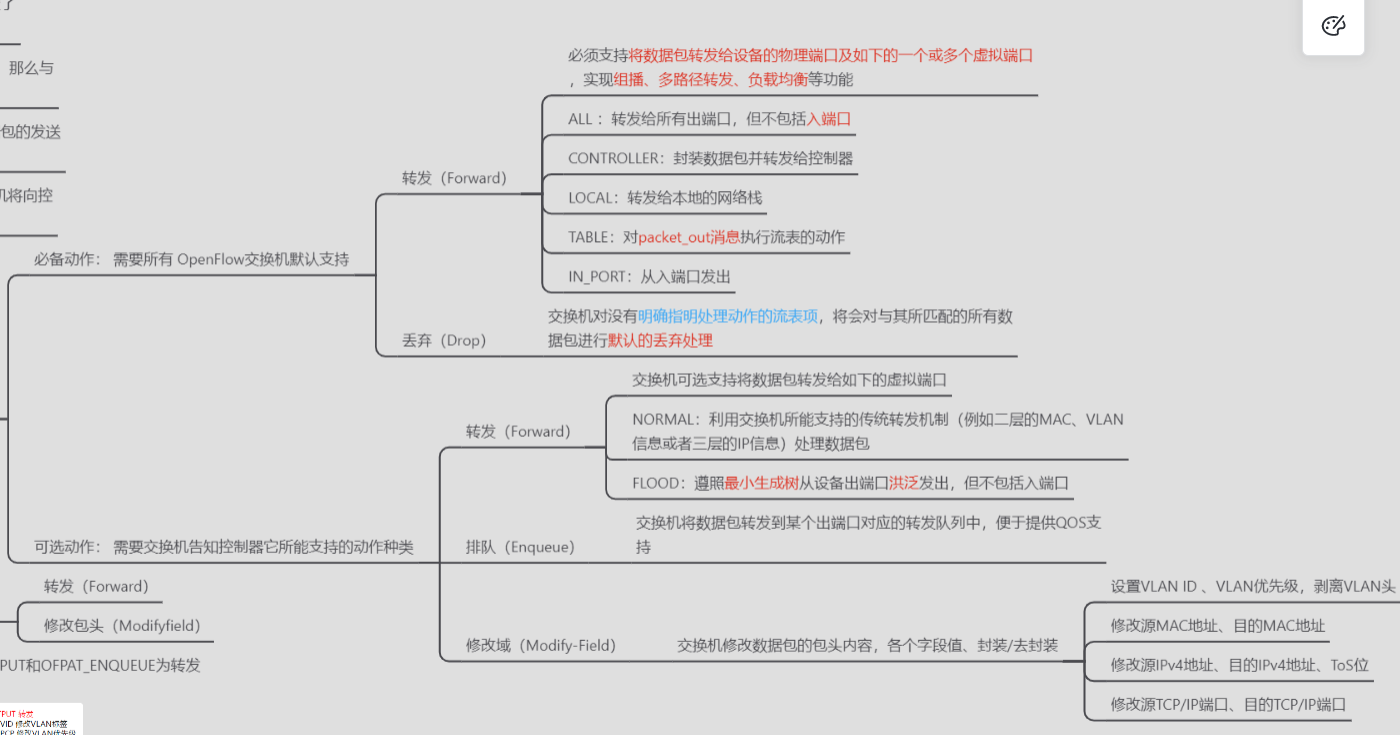 那么与
包的发送
机将向控
必备动作： 需要所有 OpenFlow交换机默认支持
转发（Forward）
必须支持将数据包转发给设备的物理端口及如下的一个或多个虚拟端口
，实现组播、多路径转发、负载均衡等功能
ALL： 转发给所有出端口，但不包括入端口
CONTROLLER：封装数据包并转发给控制器
LOCAL：转发给本地的网络栈
TABLE：对packet_out消息执行流表的动作
IN_PORT：从入端口发出
丢弃（Drop）
交换机对没有明确指明处理动作的流表项，将会对与其所匹配的所有数
据包进行默认的丢弃处理
可选动作： 需要交换机告知控制器它所能支持的动作种类
转发（Forward）
交换机可选支持将数据包转发给如下的虚拟端口
NORMAL：利用交换机所能支持的传统转发机制（例如二层的MAC、VLAN
信息或者三层的IP信息）处理数据包
FLOOD：遵照最小生成树从设备出端口洪泛发出，但不包括入端口
排队（Enqueue）
交换机将数据包转发到某个出端口对应的转发队列中，便于提供QOS支
持
修改域（Modify-Field）
交换机修改数据包的包头内容，各个字段值、封装/去封装
设置VLAN ID 、VLAN优先级，剥离VLAN头
修改源MAC地址、目的MAC地址
修改源IPv4地址、目的IPv4地址、ToS位
修改源TCP/IP端口、目的TCP/IP端口
转发（Forward）
修改包头（Modifyfield）
PUT和OFPAT_ENQUEUE为转发
TPUT 转发
VID 修改VLAN标签
PCP 修改VLAN优先级